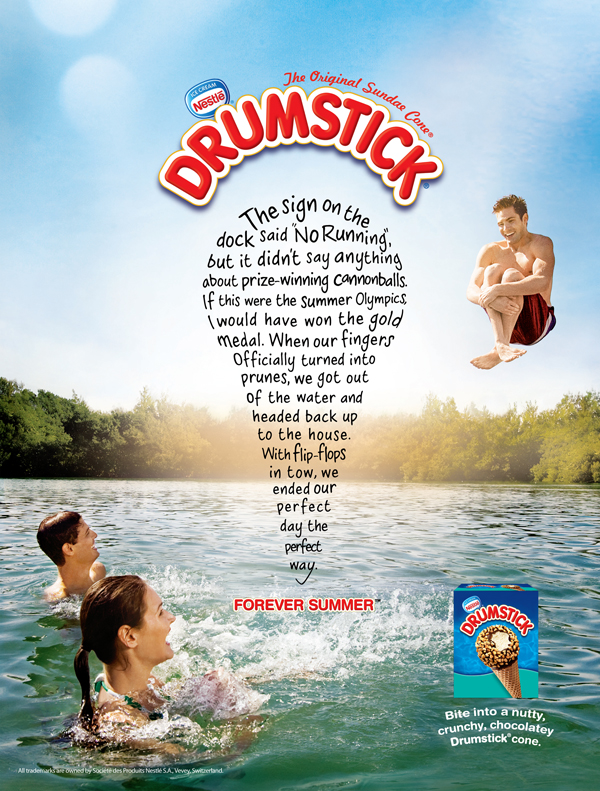 The Original Sundae Cone®
ICE CREAM
Nestlé
DRUMSTICK®
The sign on the
dock said "No Running",
but it didn't say anything
about prize-winning cannonballs.
If this were the summer Olympics,
I would have won the gold
medal. When our fingers
officially turned into
prunes, we got out
of the water and
headed back up
to the house.
With flip-flops
in tow, we
ended our
perfect
day the
perfect
way.
FOREVER SUMMER™
Nestlé
DRUMSTICK
Bite into a nutty,
crunchy, chocolatey
Drumstick® cone.
All trademarks are owned by Société des Produits Nestlé S.A., Vevey, Switzerland.